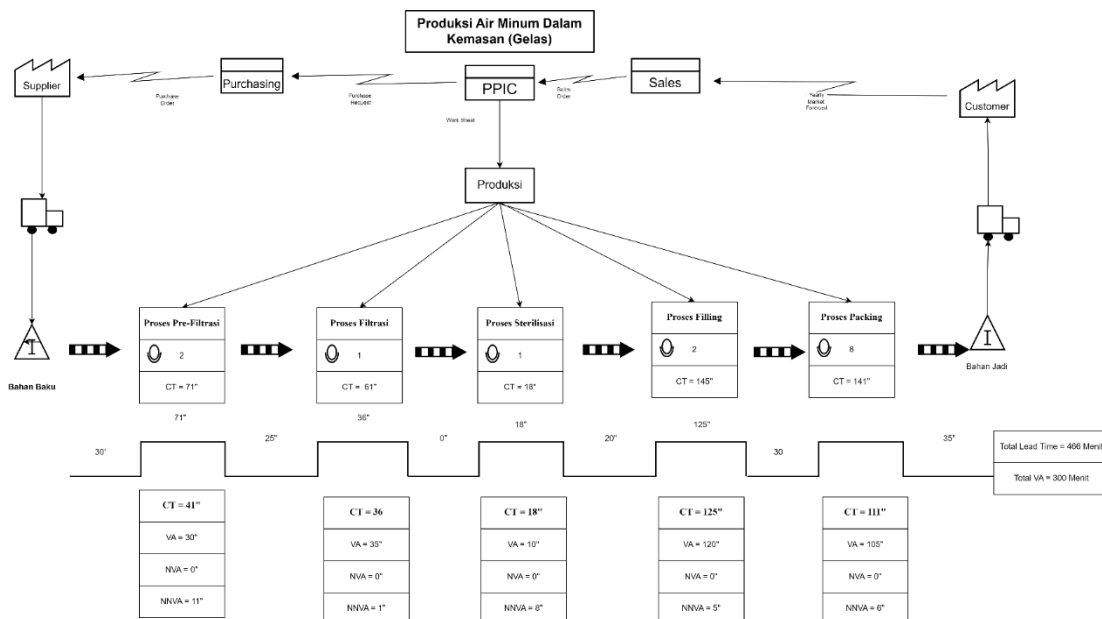 Produksi Air Minum Dalam
Kemasan (Gelas)
Supplier
Purchasing
PPIC
Sales
Customer
Purchase
Order
Purchase
Request
Sales
Order
Yearly
Market
Forecast
Work Sheet
Produksi
Proses Pre-Filtrasi
2
CT = 71"
Proses Filtrasi
1
CT = 61"
Proses Sterilisasi
1
CT = 18"
Proses Filling
2
CT = 145"
Proses Packing
8
CT = 141"
I
Bahan Baku
I
Bahan Jadi
30'
71"
25"
36"
0"
18"
20"
125"
30
35"
Total Lead Time = 466 Menit
Total VA = 300 Menit
CT = 41"
VA = 30"
NVA = 0"
NNVA = 11"
CT = 36
VA = 35"
NVA = 0"
NNVA = 1"
CT = 18"
VA = 10"
NVA = 0"
NNVA = 8"
CT = 125"
VA = 120"
NVA = 0"
NNVA = 5"
CT = 111"
VA = 105"
NVA = 0"
NNVA = 6"